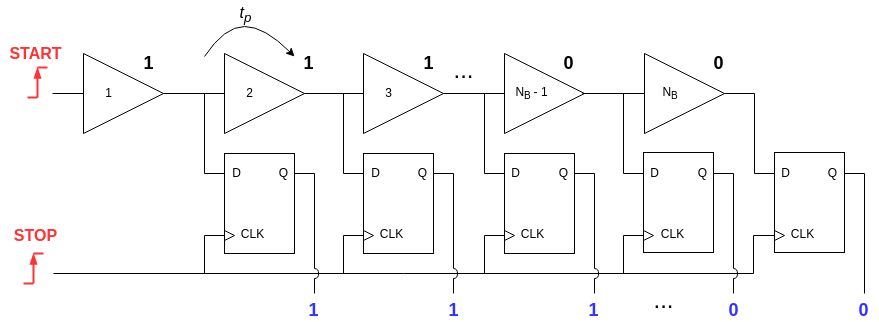 t_p
START
1 1 1 ... 0 0
1 2 3 N_B - 1 N_B
D Q D Q D Q D Q D Q
CLK CLK CLK CLK CLK
STOP
1 1 1 ... 0 0